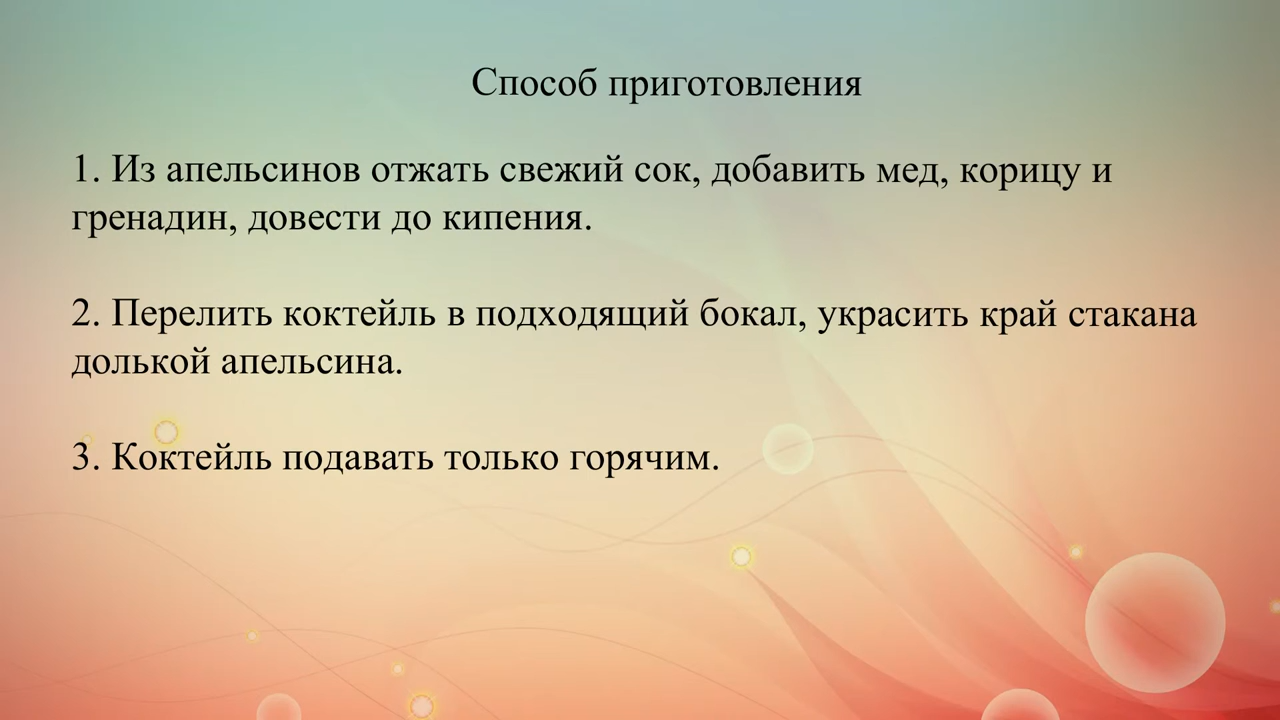 Способ приготовления
1. Из апельсинов отжать свежий сок, добавить мед, корицу и
гренадин, довести до кипения.
2. Перелить коктейль в подходящий бокал, украсить край стакана
долькой апельсина.
3. Коктейль подавать только горячим.